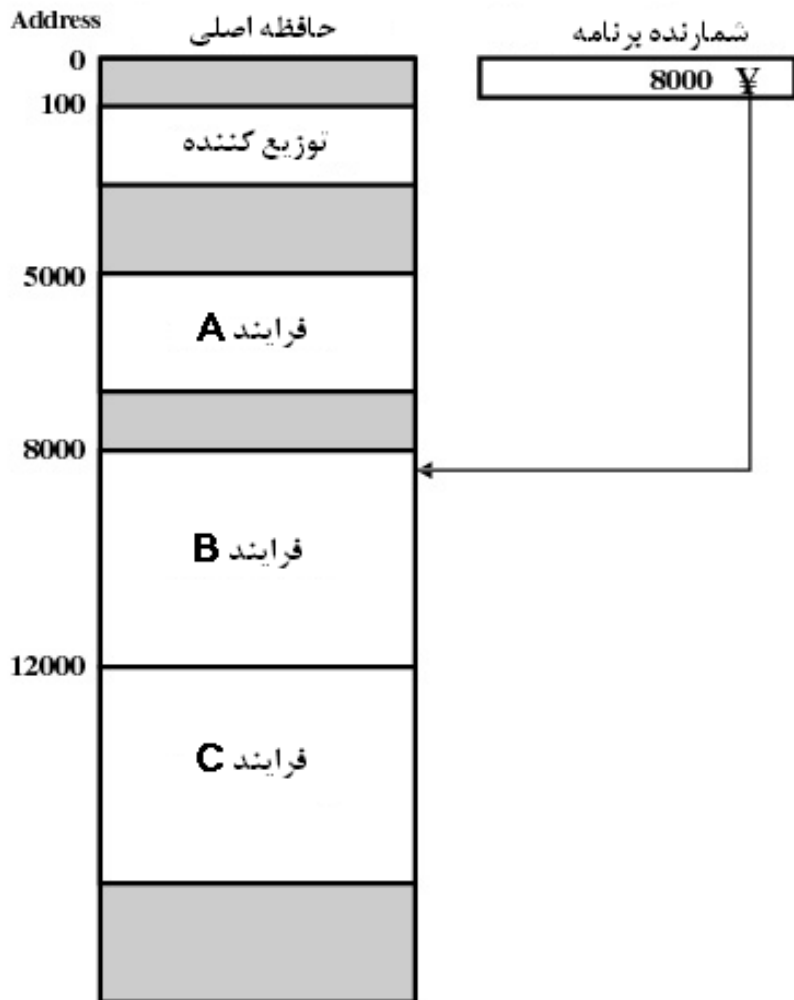 Address
حافظه اصلی
شمارنده برنامه
0
8000 ¥
100
توزیع کننده
5000
فرایند A
8000
فرایند B
12000
فرایند C